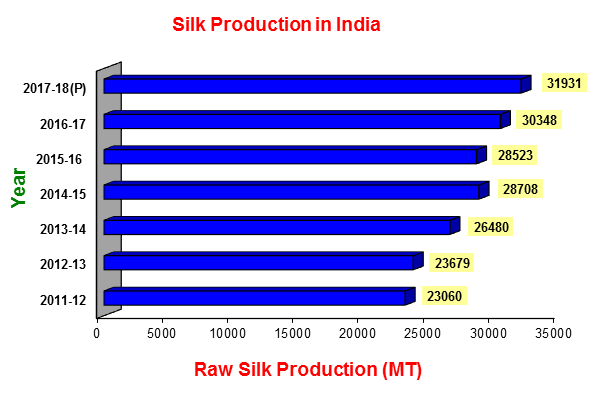 Silk Production in India
Year
2017-18(P) 31931
2016-17 30348
2015-16 28523
2014-15 28708
2013-14 26480
2012-13 23679
2011-12 23060
0 5000 10000 15000 20000 25000 30000 35000
Raw Silk Production (MT)